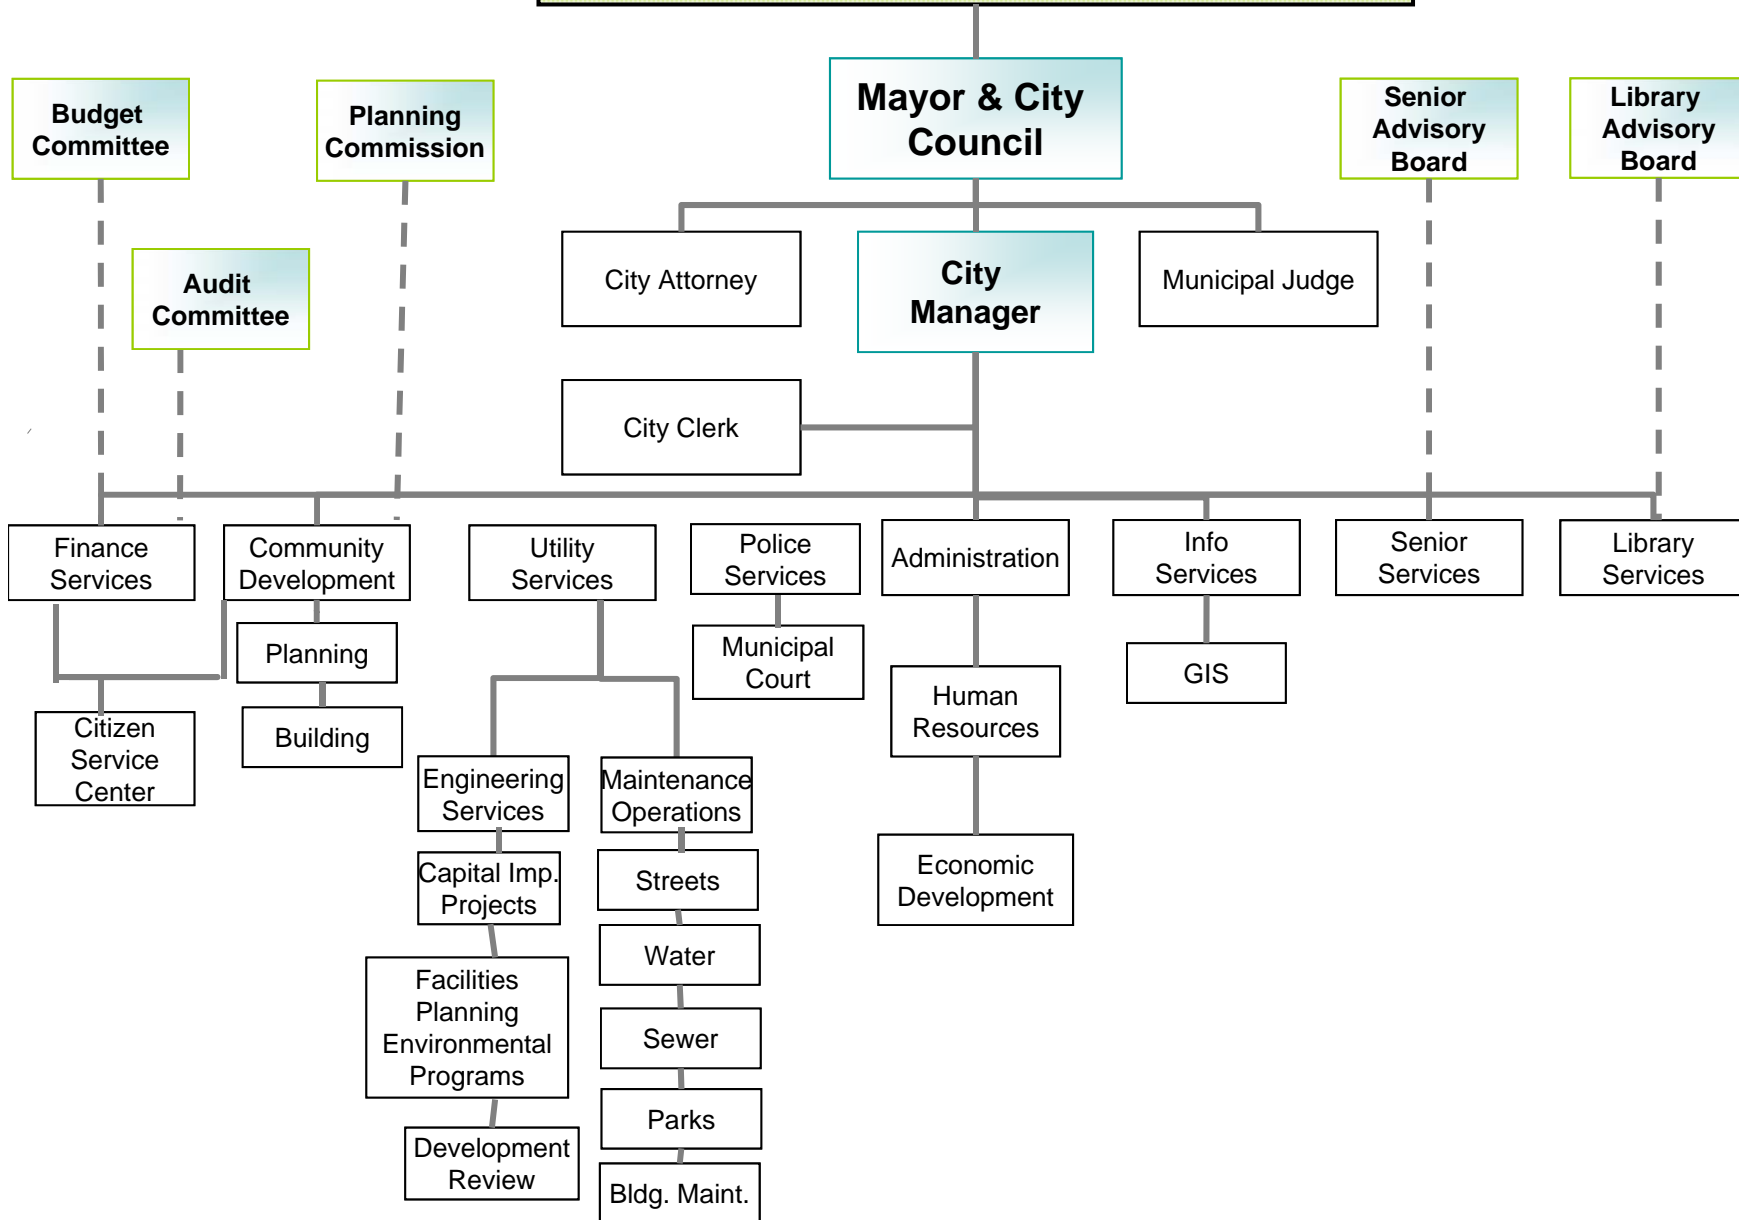 Budget
Committee
Planning
Commission
Mayor & City
Council
Senior
Advisory
Board
Library
Advisory
Board
Audit
Committee
City Attorney
City
Manager
Municipal Judge
City Clerk
Finance
Services
Community
Development
Utility
Services
Police
Services
Administration
Info
Services
Senior
Services
Library
Services
Planning
Municipal
Court
GIS
Human
Resources
Citizen
Service
Center
Building
Engineering
Services
Maintenance
Operations
Capital Imp.
Projects
Streets
Economic
Development
Water
Facilities
Planning
Environmental
Programs
Sewer
Parks
Development
Review
Bldg. Maint.